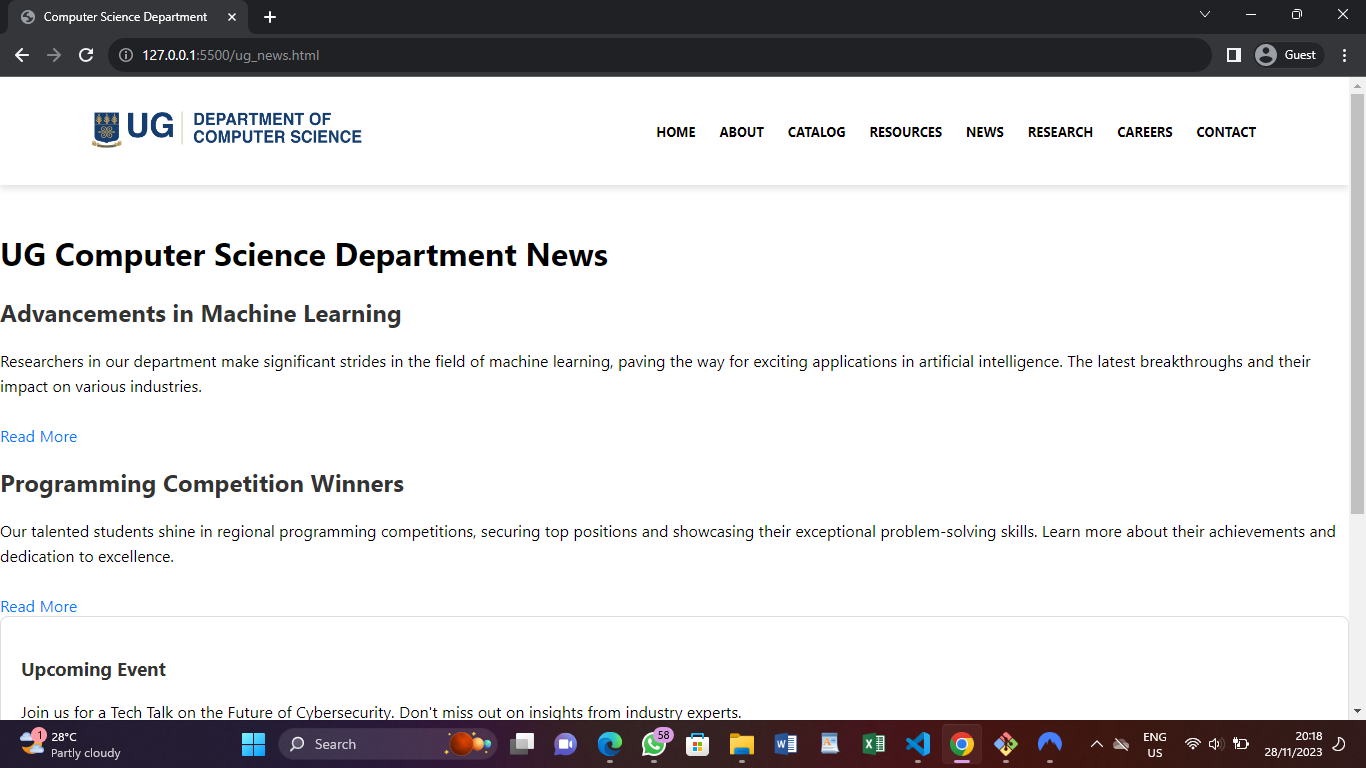 Computer Science Department
127.0.0.1:5500/ug_news.html
Guest
UG
DEPARTMENT OF
COMPUTER SCIENCE
HOME ABOUT CATALOG RESOURCES NEWS RESEARCH CAREERS CONTACT
UG Computer Science Department News
Advancements in Machine Learning
Researchers in our department make significant strides in the field of machine learning, paving the way for exciting applications in artificial intelligence. The latest breakthroughs and their
impact on various industries.
Read More
Programming Competition Winners
Our talented students shine in regional programming competitions, securing top positions and showcasing their exceptional problem-solving skills. Learn more about their achievements and
dedication to excellence.
Read More
Upcoming Event
Join us for a Tech Talk on the Future of Cybersecurity. Don't miss out on insights from industry experts.
1
28°C
Partly cloudy
Search
58
ENG
US
20:18
28/11/2023